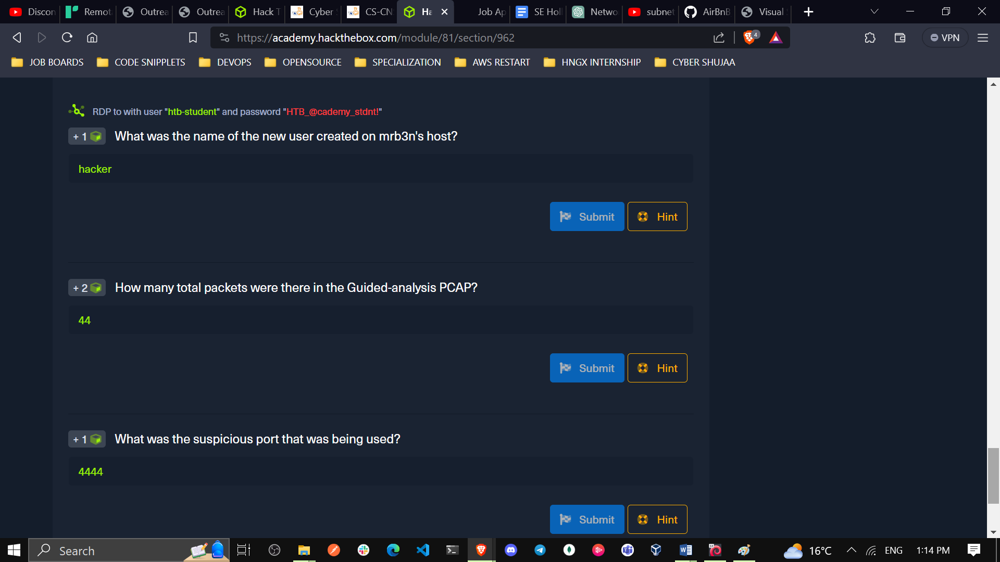 Discon
Remot
Outrea
Outrea
Hack T
Cyber
CS-CN
Ha
Job Ap
SE Holl
Netwo
subnet
AirBnB
Visual
https://academy.hackthebox.com/module/81/section/962
4
VPN
JOB BOARDS
CODE SNIPPLETS
DEVOPS
OPENSOURCE
SPECIALIZATION
AWS RESTART
HNGX INTERNSHIP
CYBER SHUJAA
RDP to with user "htb-student" and password "HTB_@cademy_stdnt!"
+ 1 What was the name of the new user created on mrb3n's host?
hacker
Submit
Hint
+ 2 How many total packets were there in the Guided-analysis PCAP?
44
Submit
Hint
+ 1 What was the suspicious port that was being used?
4444
Submit
Hint
Search
64
16°C
ENG
1:14 PM